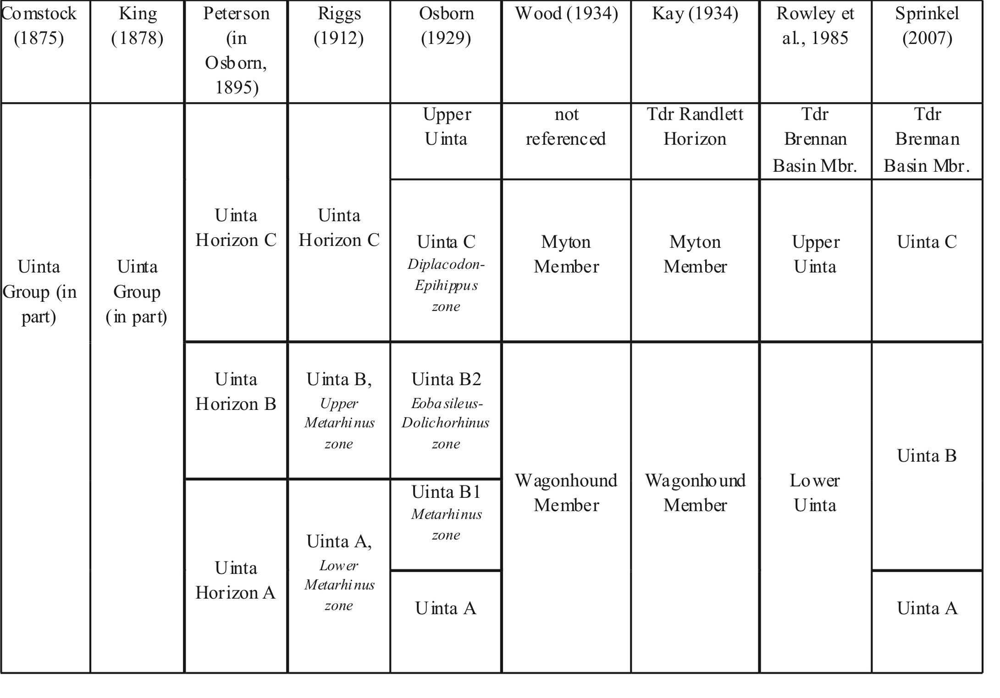 Comstock
(1875)
King
(1878)
Peterson
(in
Osborn,
1895)
Riggs
(1912)
Osborn
(1929)
Wood (1934)
Kay (1934)
Rowley et
al., 1985
Sprinkel
(2007)
Uinta
Group (in
part)
Uinta
Group
(in part)
Uinta
Horizon C
Uinta
Horizon C
Upper
Uinta
not
referenced
Tdr Randlett
Horizon
Tdr
Brennan
Basin Mbr.
Tdr
Brennan
Basin Mbr.
Uinta C
Diplacodon-
Epihippus
zone
Myton
Member
Myton
Member
Upper
Uinta
Uinta C
Uinta
Horizon B
Uinta B,
Upper
Metarhinus
zone
Uinta B2
Eobasileus-
Dolichorhinus
zone
Wagonhound
Member
Wagonhound
Member
Lower
Uinta
Uinta B
Uinta
Horizon A
Uinta A,
Lower
Metarhinus
zone
Uinta B1
Metarhinus
zone
Uinta A
Uinta A